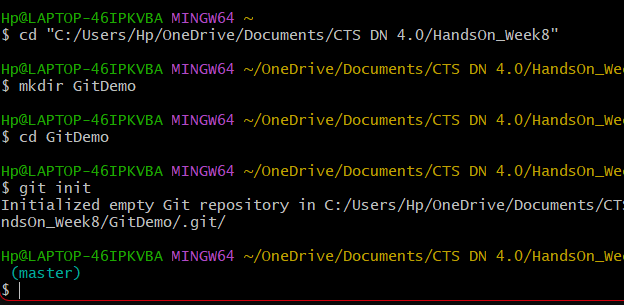 Hp@LAPTOP-46IPKVBA MINGW64 ~
$ cd "C:/Users/Hp/OneDrive/Documents/CTS DN 4.0/HandsOn_Week8"
Hp@LAPTOP-46IPKVBA MINGW64 ~/OneDrive/Documents/CTS DN 4.0/HandsOn_We
$ mkdir GitDemo
Hp@LAPTOP-46IPKVBA MINGW64 ~/OneDrive/Documents/CTS DN 4.0/HandsOn_We
$ cd GitDemo
Hp@LAPTOP-46IPKVBA MINGW64 ~/OneDrive/Documents/CTS DN 4.0/HandsOn_We
$ git init
Initialized empty Git repository in C:/Users/Hp/OneDrive/Documents/CTS
ndsOn_Week8/GitDemo/.git/
Hp@LAPTOP-46IPKVBA MINGW64 ~/OneDrive/Documents/CTS DN 4.0/HandsOn_We
(master)
$